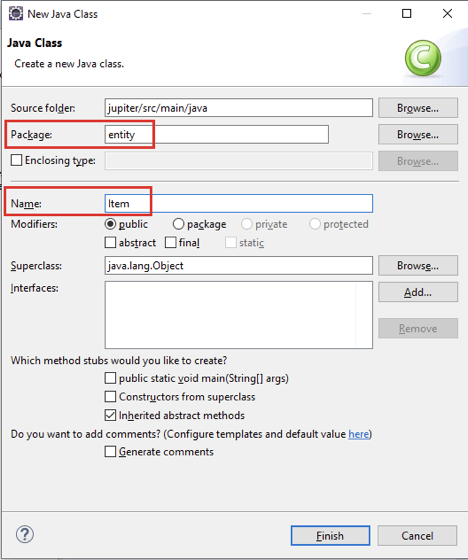 New Java Class
Java Class
Create a new Java class.
C
Source folder: jupiter/src/main/java Browse...
Package: entity Browse...
Enclosing type: Browse...
Name: Item
Modifiers: public package private protected
abstract final static
Superclass: java.lang.Object Browse...
Interfaces: Add...
Remove
Which method stubs would you like to create?
public static void main(String[] args)
Constructors from superclass
Inherited abstract methods
Do you want to add comments? (Configure templates and default value here)
Generate comments
? Finish Cancel